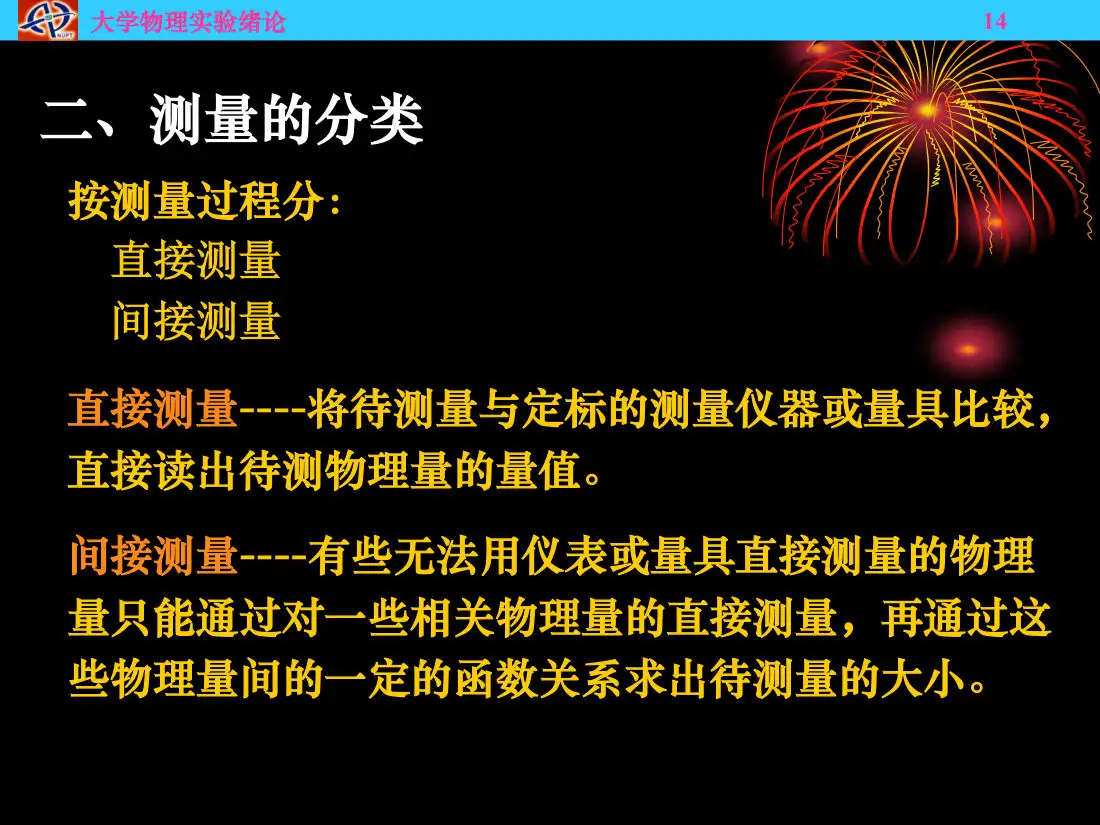 大学物理实验绪论
14
NUPT
二、测量的分类
按测量过程分:
直接测量
间接测量
直接测量----将待测量与定标的测量仪器或量具比较，
直接读出待测物理量的量值。
间接测量----有些无法用仪表或量具直接测量的物理
量只能通过对一些相关物理量的直接测量，再通过这
些物理量间的一定的函数关系求出待测量的大小。